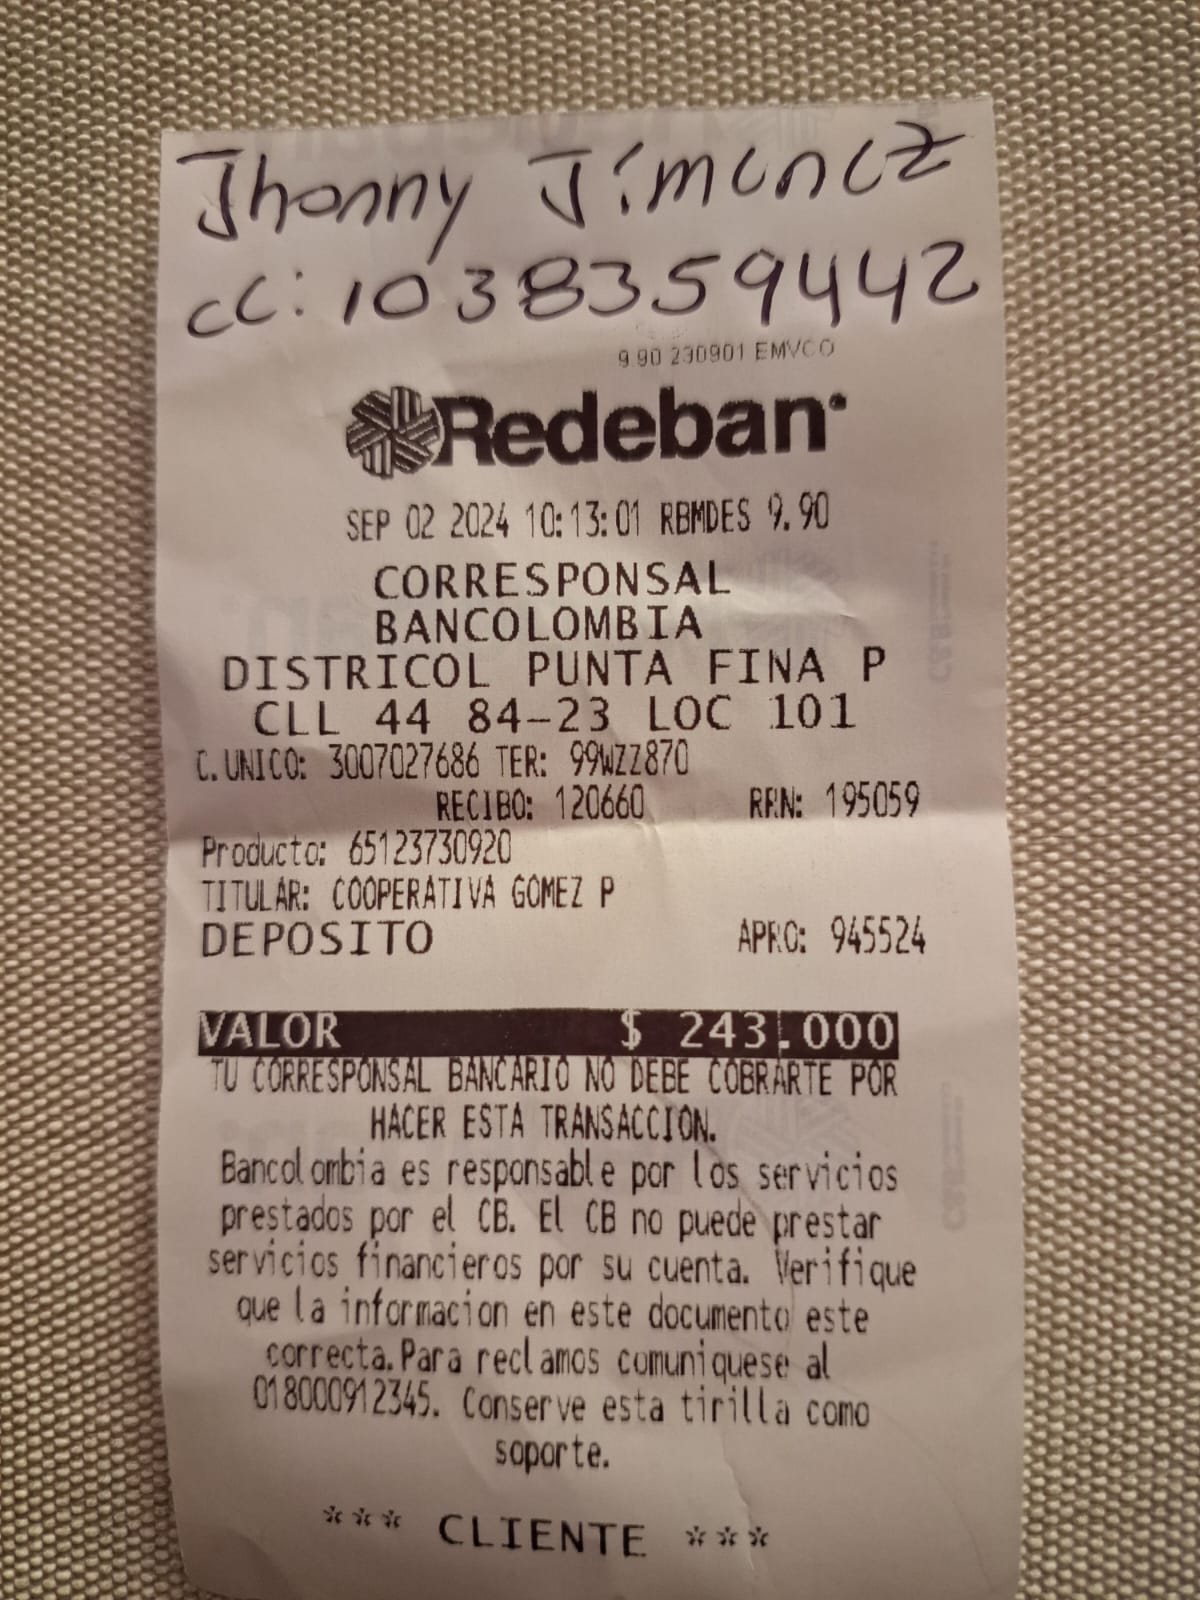 Jhonny Jimenez
cc: 1038359442
9.90 230901 EMVCO
Redeban
SEP 02 2024 10:13:01 RBMDES 9.90
CORRESPONSAL
BANCOLOMBIA
DISTRICOL PUNTA FINA P
CLL 44 84-23 LOC 101
C.UNICO: 3007027686 TER: 99WZZ870
RECIBO: 120660 RRN: 195059
Producto: 65123730920
TITULAR: COOPERATIVA GOMEZ P
DEPOSITO APRO: 945524
VALOR $ 243.000
TU CORRESPONSAL BANCARIO NO DEBE COBRARTE POR
HACER ESTA TRANSACCION.
Bancolombia es responsable por los servicios
prestados por el CB. El CB no puede prestar
servicios financieros por su cuenta. Verifique
que la informacion en este documento este
correcta.Para reclamos comuniquese al
018000912345. Conserve esta tirilla como
soporte.
*** CLIENTE ***